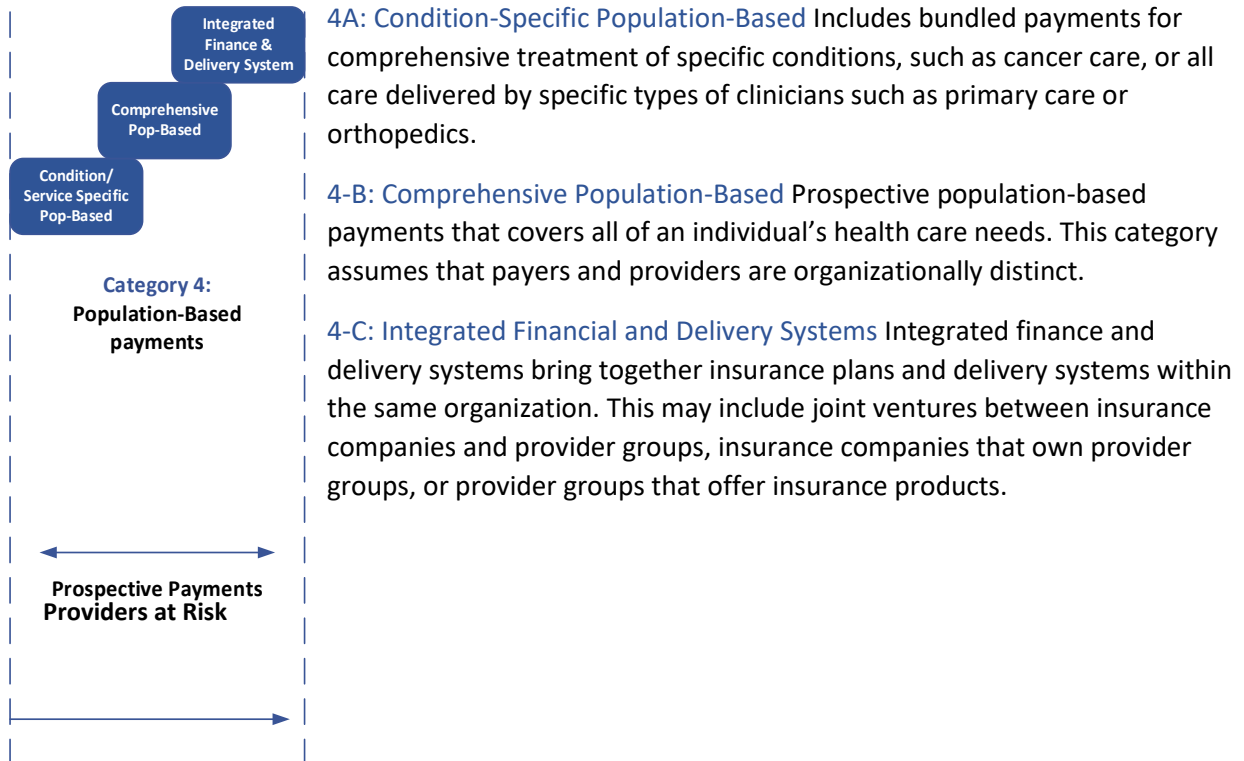 Integrated
Finance &
Delivery System
Comprehensive
Pop-Based
Condition/
Service Specific
Pop-Based
Category 4:
Population-Based
payments
Prospective Payments
Providers at Risk
4A: Condition-Specific Population-Based Includes bundled payments for
comprehensive treatment of specific conditions, such as cancer care, or all
care delivered by specific types of clinicians such as primary care or
orthopedics.
4-B: Comprehensive Population-Based Prospective population-based
payments that covers all of an individual’s health care needs. This category
assumes that payers and providers are organizationally distinct.
4-C: Integrated Financial and Delivery Systems Integrated finance and
delivery systems bring together insurance plans and delivery systems within
the same organization. This may include joint ventures between insurance
companies and provider groups, insurance companies that own provider
groups, or provider groups that offer insurance products.